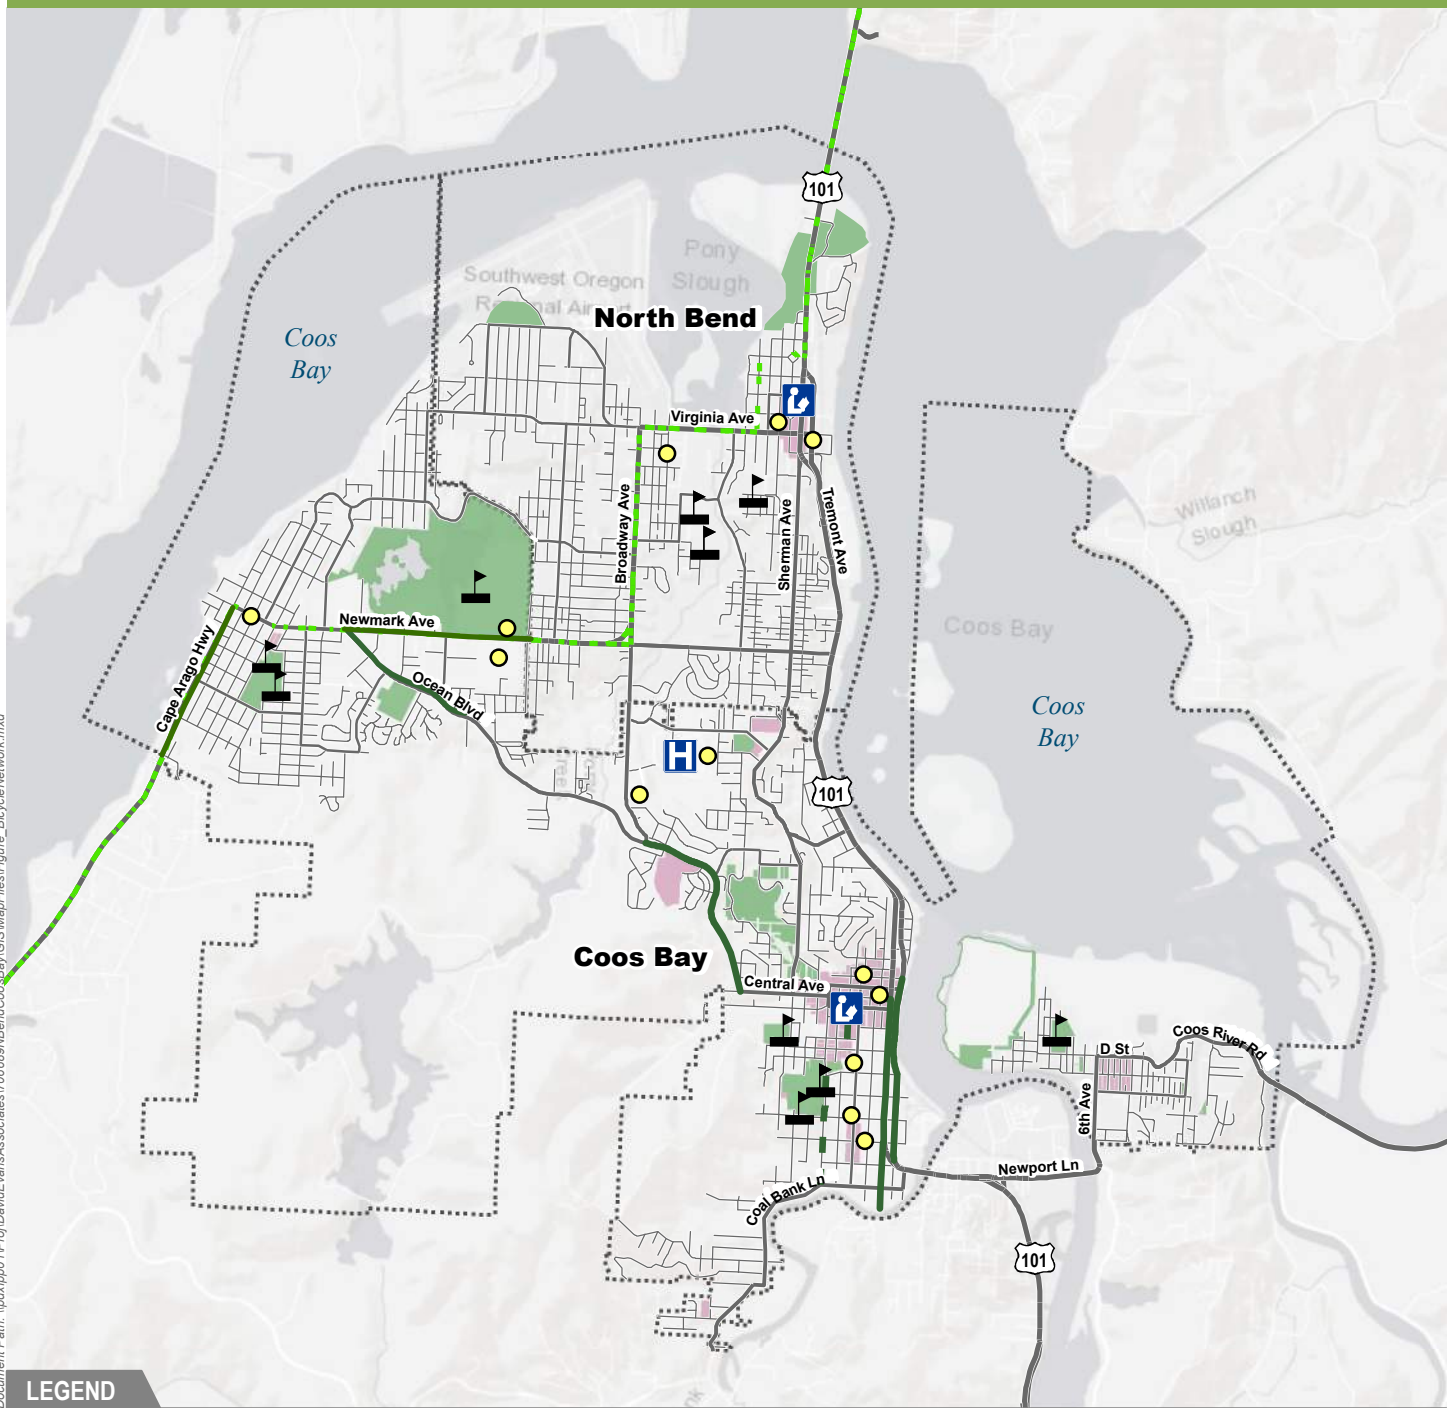 101
Pony
Slough
Southwest Oregon
North Bend
Coos
Bay
Virginia Ave
Broadway Ave
Sherman Ave
Tremont Ave
Willanch
Slough
Newmark Ave
Cape Arago Hwy
Ocean Blvd
Coos Bay
Coos
Bay
101
Coos Bay
Central Ave
D St
Coos River Rd
6th Ave
Newport Ln
Coal Bank Ln
101
LEGEND